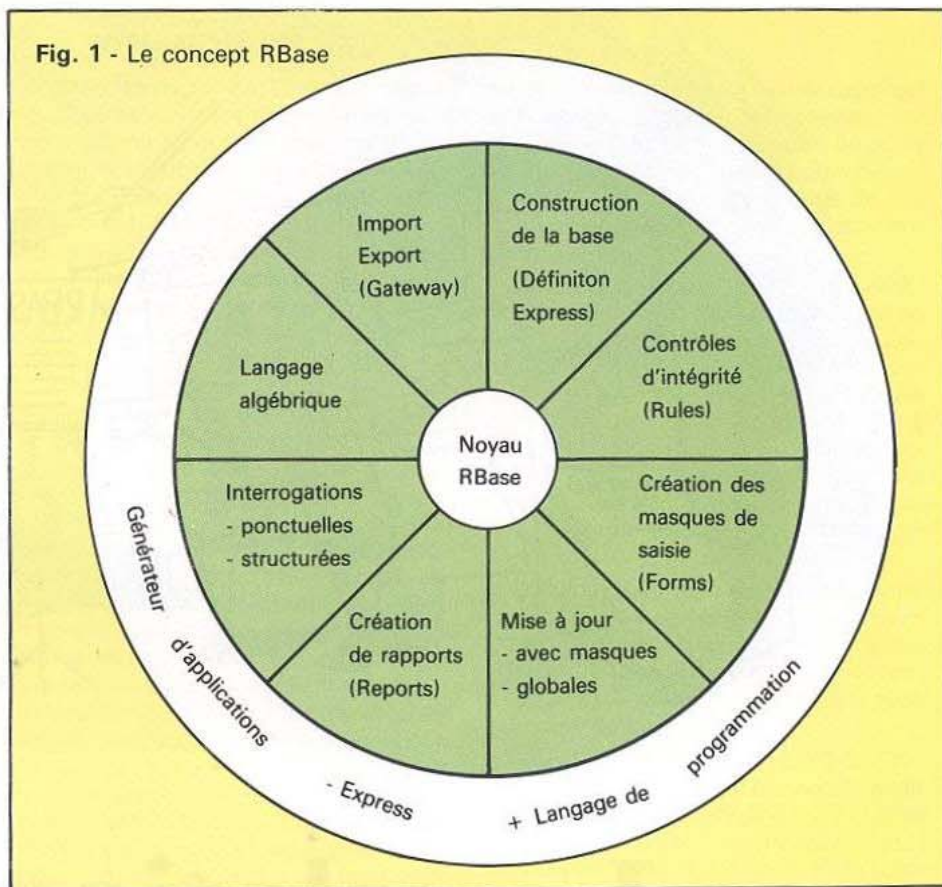 Fig. 1 - Le concept RBase
Import
Export
(Gateway)
Construction
de la base
(Définiton
Express)
Contrôles
d'intégrité
(Rules)
Création des
masques de
saisie
(Forms)
Mise à jour
- avec masques
- globales
Création
de rapports
(Reports)
Interrogations
- ponctuelles
- structurées
Langage
algébrique
Noyau
RBase
Générateur d'applications - Express + Langage de programmation